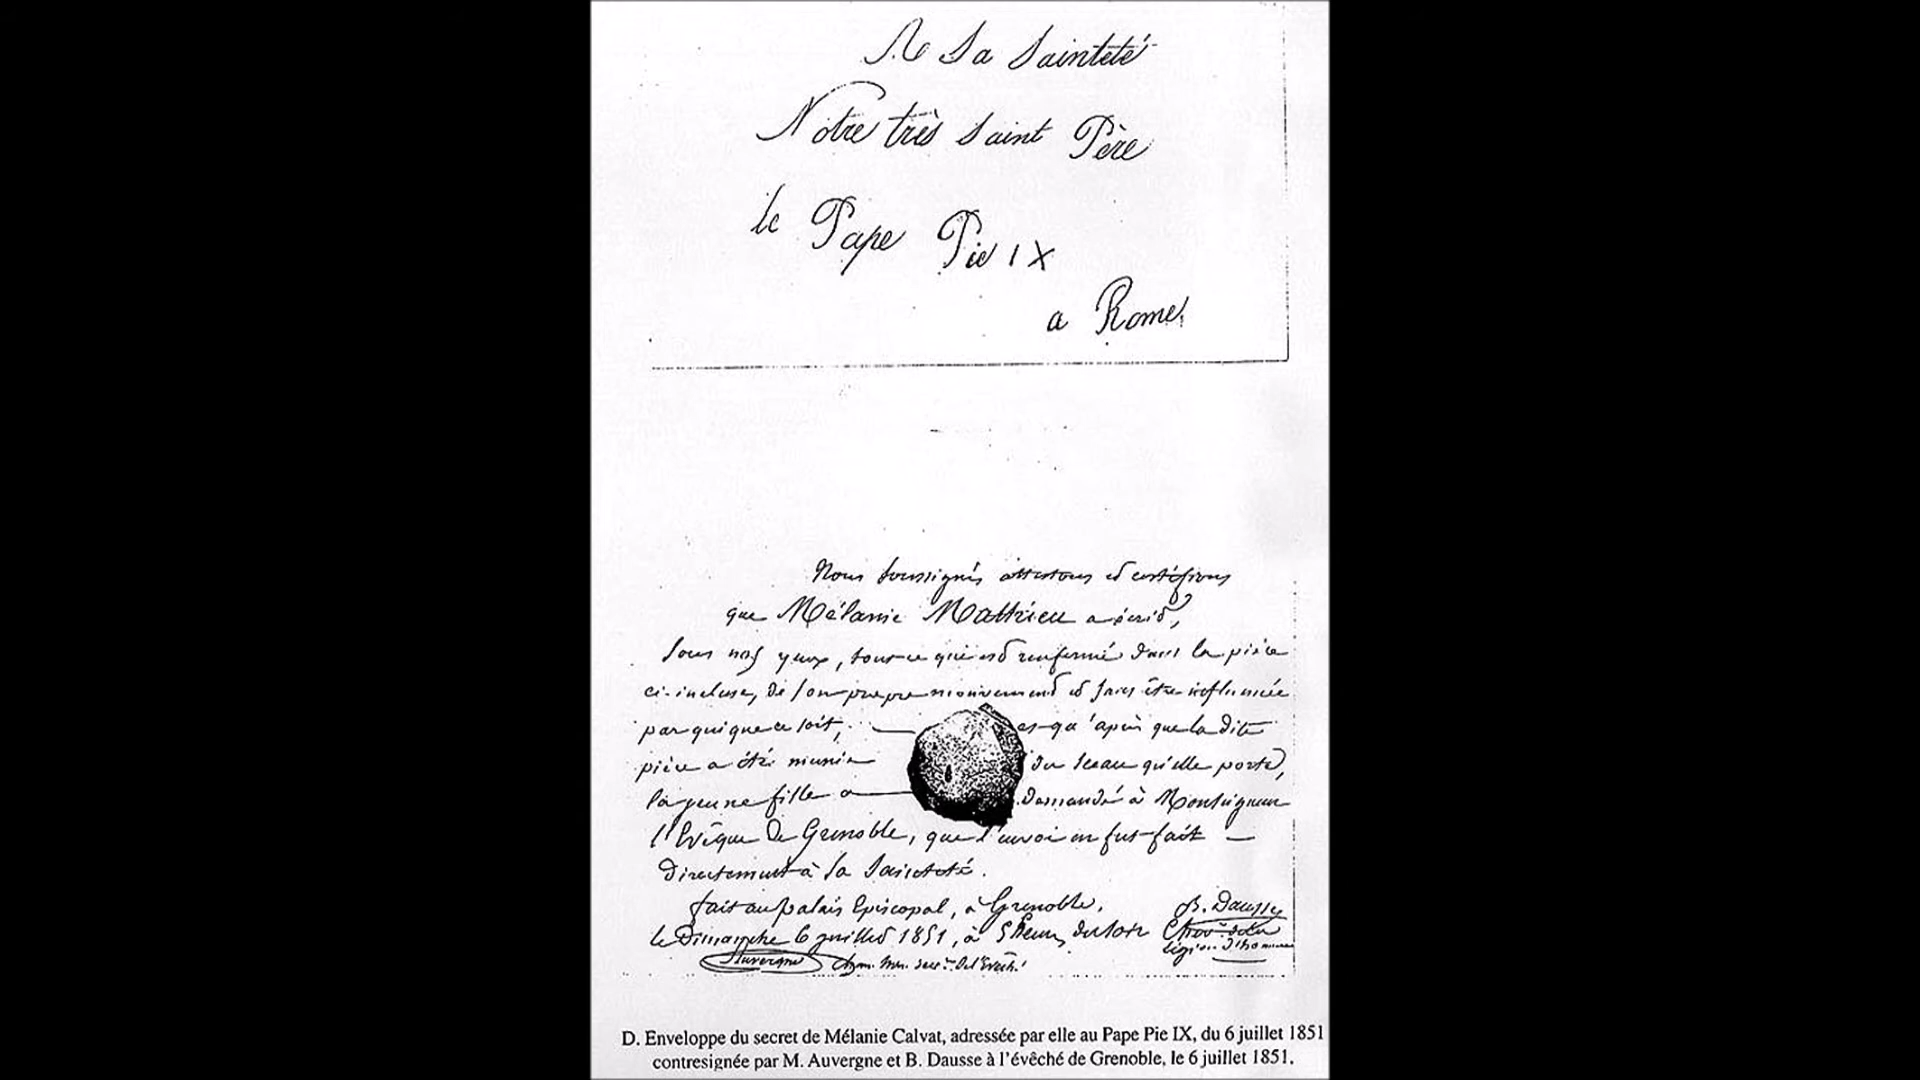 A Sa Sainteté
Notre très saint Père
le Pape Pie IX
a Rome
Nous soussignés attestons et certifions
que Mélanie Mathieu a écrit,
sous nos yeux, tout ce qui est renfermé dans la pièce
ci-incluse, de son propre mouvement et sans être influencée
par qui que ce soit, es-qu'après que la dite
pièce a été munie du sceau qu'elle porte,
la jeune fille a demandé à Monseigneur
l'Evêque de Grenoble, que l'envoi en fut fait
directement à Sa Sainteté.
fait au palais Episcopal, à Grenoble,
le Dimanche 6 juillet 1851, à 5 heures du soir
B. Dausse
légion d'honneur
Auvergne
D. Enveloppe du secret de Mélanie Calvat, adressée par elle au Pape Pie IX, du 6 juillet 1851
contresignée par M. Auvergne et B. Dausse à l'évêché de Grenoble, le 6 juillet 1851.